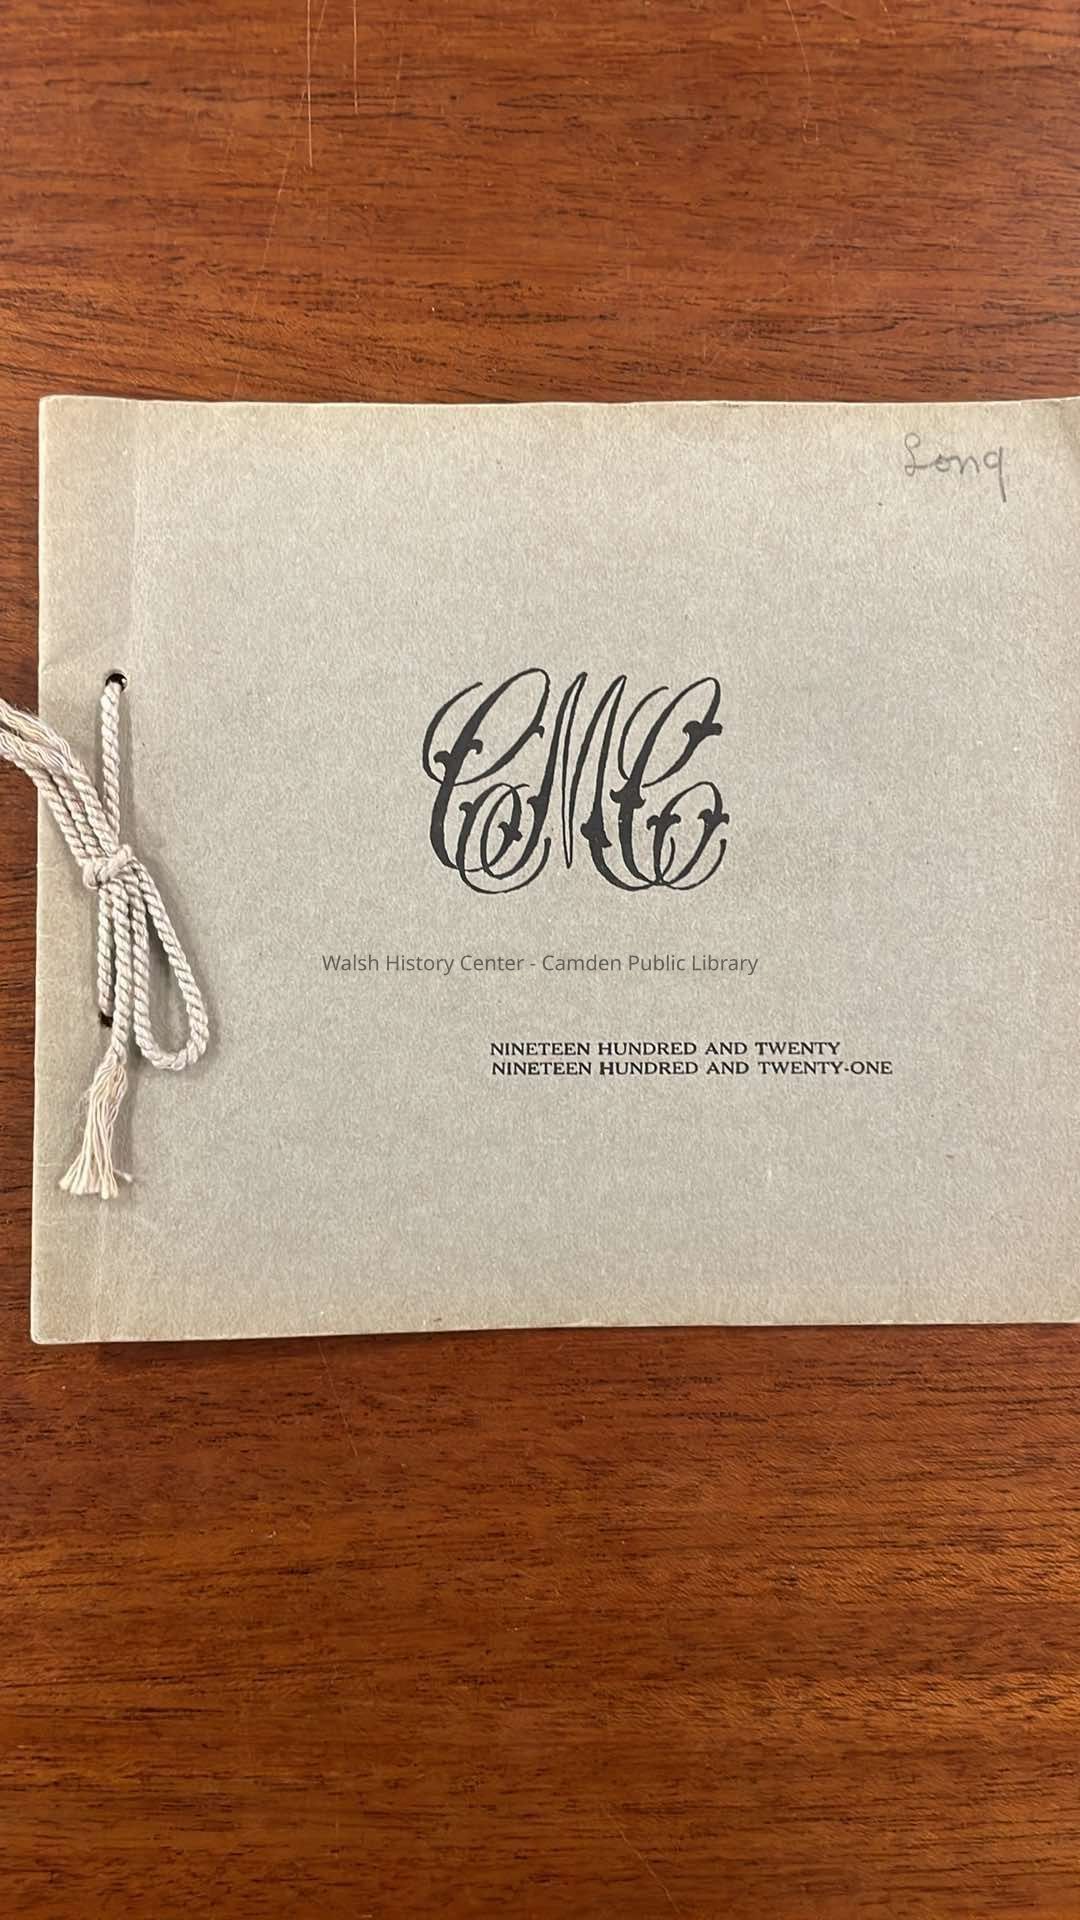 Long
CMC
Walsh History Center - Camden Public Library
NINETEEN HUNDRED AND TWENTY
NINETEEN HUNDRED AND TWENTY-ONE